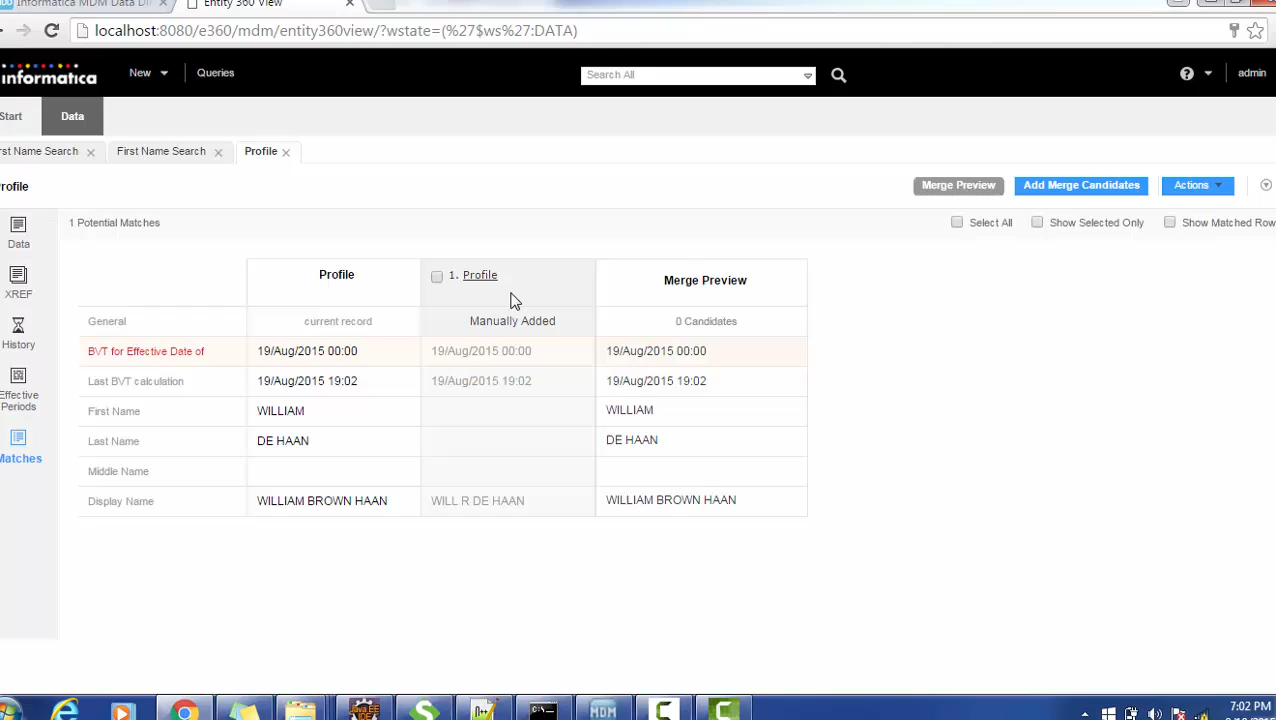 Informatica MDM Data Di
Entity 360 View
localhost:8080/e360/mdm/entity360view/?wstate=(%27$ws%27:DATA)
informatica
New
Queries
Search All
admin
Start
Data
rst Name Search
First Name Search
Profile
rofile
Merge Preview
Add Merge Candidates
Actions
1 Potential Matches
Select All
Show Selected Only
Show Matched Row
Data
XREF
History
Effective
Periods
Matches
Profile
1. Profile
Merge Preview
General
current record
Manually Added
0 Candidates
BVT for Effective Date of
19/Aug/2015 00:00
19/Aug/2015 00:00
19/Aug/2015 00:00
Last BVT calculation
19/Aug/2015 19:02
19/Aug/2015 19:02
19/Aug/2015 19:02
First Name
WILLIAM
WILLIAM
Last Name
DE HAAN
DE HAAN
Middle Name
Display Name
WILLIAM BROWN HAAN
WILL R DE HAAN
WILLIAM BROWN HAAN
Java EE
MDM
7:02 PM